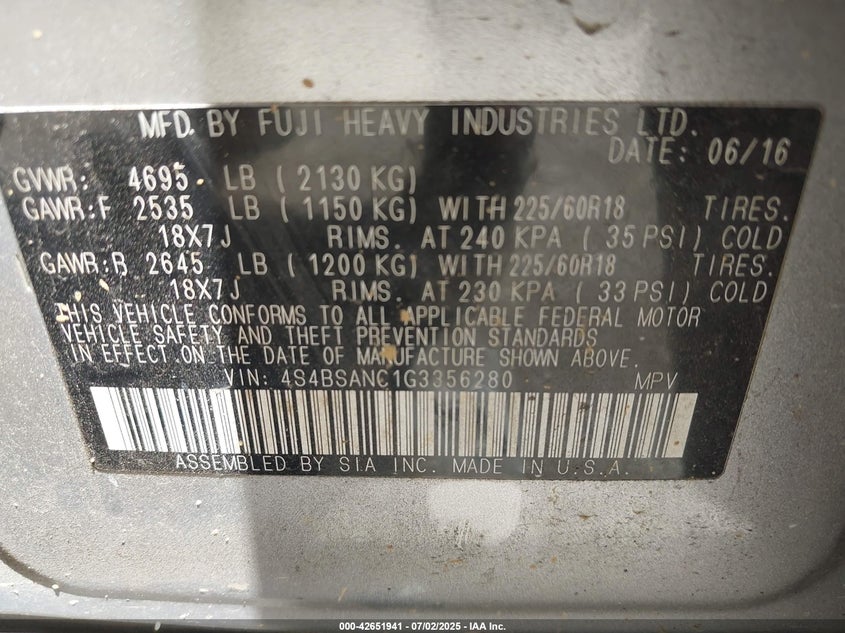 MFD. BY FUJI HEAVY INDUSTRIES LTD.
DATE: 06/16
GVWR: 4695 LB ( 2130 KG)
GAWR:F 2535 LB ( 1150 KG) WITH 225/60R18 TIRES.
18X7J RIMS. AT 240 KPA ( 35 PSI) COLD
GAWR:R 2645 LB ( 1200 KG) WITH 225/60R18 TIRES.
18X7J RIMS. AT 230 KPA ( 33 PSI) COLD
THIS VEHICLE CONFORMS TO ALL APPLICABLE FEDERAL MOTOR
VEHICLE SAFETY AND THEFT PREVENTION STANDARDS
IN EFFECT ON THE DATE OF MANUFACTURE SHOWN ABOVE.
VIN: 4S4BSANC1G3356280 MPV
ASSEMBLED BY SIA INC. MADE IN U.S.A.
000-42651941 - 07/02/2025 - IAA Inc.